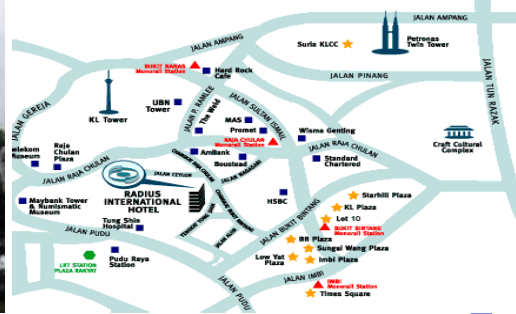 JALAN AMPANG
Petronas
Twin Tower
Suria KLCC
JALAN AMPANG
BUKIT NANAS
Monorail Station
Hard Rock
Cafe
JALAN PINANG
JALAN TUN RAZAK
JALAN GEREJA
KL Tower
UBN
Tower
JALAN P. RAMLEE
The Weld
JALAN SULTAN ISMAIL
MAS
Promet
RAJA CHULAN
Monorail Station
Wisma Genting
Craft Cultural
Complex
Telekom
Museum
Raja
Chulan
Plaza
AmBank
Boustead
JALAN RAJA CHULAN
Standard
Chartered
JALAN RAJA CHULAN
JALAN CEYLON
JALAN NAGASARI
RADIUS
INTERNATIONAL
HOTEL
Maybank Tower
& Numismatic
Museum
HSBC
Starhill Plaza
KL Plaza
Lot 10
BUKIT BINTANG
Monorail Station
JALAN BUKIT BINTANG
Tung Shin
Hospital
JALAN PUDU
BB Plaza
Sungai Wang Plaza
Low Yat
Plaza
Imbi Plaza
LRT STATION
PLAZA RAKYAT
Pudu Raya
Station
JALAN PUDU
JALAN IMBI
IMBI
Monorail Station
Times Square